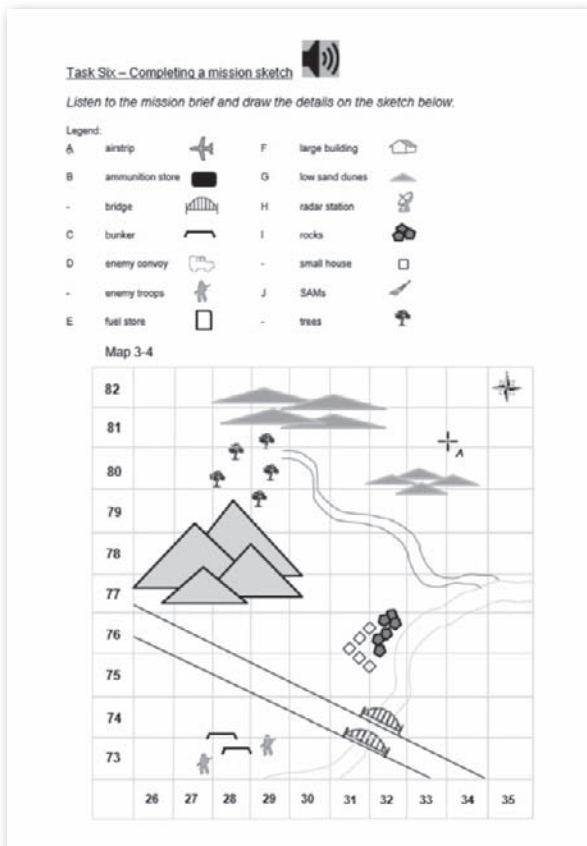 Task Six – Completing a mission sketch
Listen to the mission brief and draw the details on the sketch below.
Legend:
A airstrip F large building
B ammunition store G low sand dunes
- bridge H radar station
C bunker I rocks
D enemy convoy - small house
- enemy troops J SAMs
E fuel store - trees
Map 3-4
82
81
A
80
79
78
77
76
75
74
73
26 27 28 29 30 31 32 33 34 35